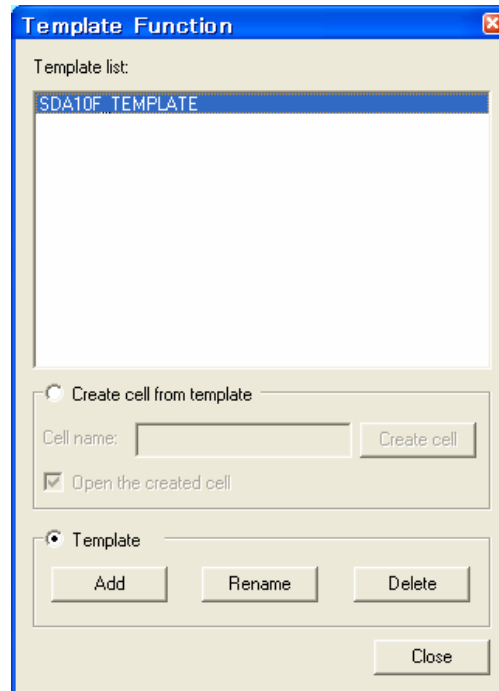 Template Function
Template list:
SDA10F_TEMPLATE
Create cell from template
Cell name:
Create cell
Open the created cell
Template
Add Rename Delete
Close